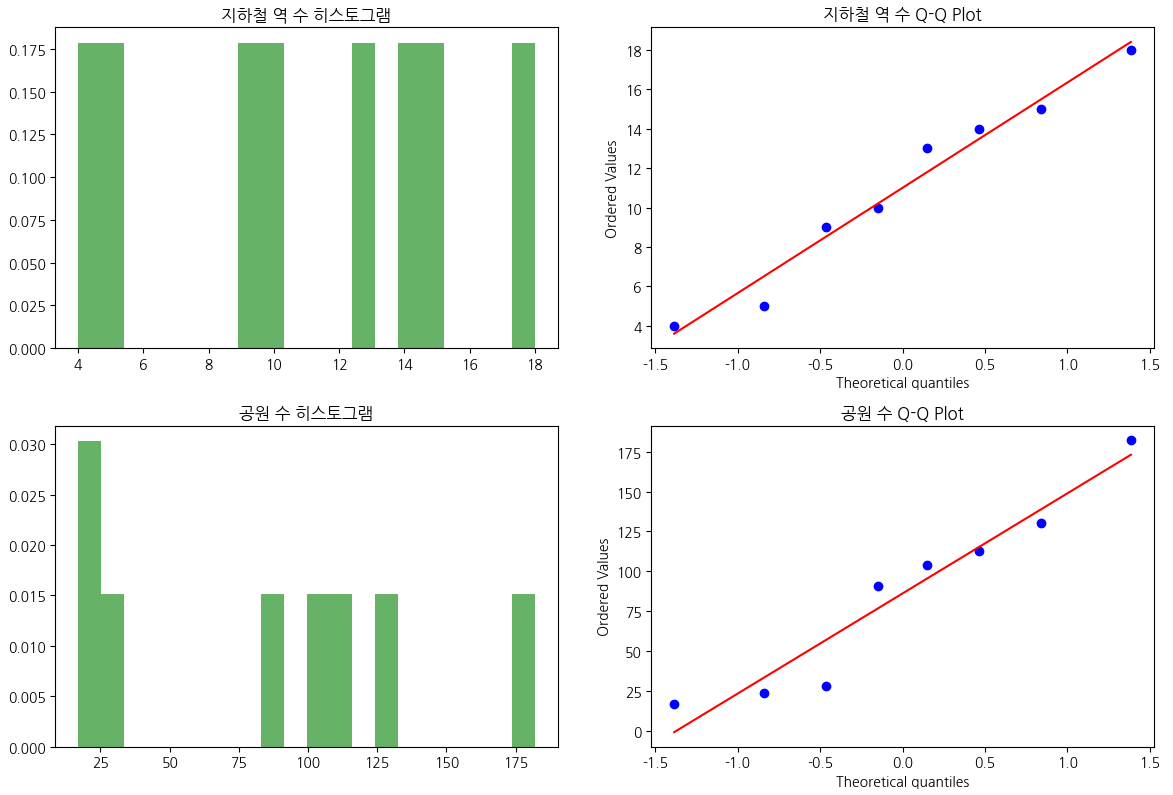 지하철 역 수 히스토그램
0.175
0.150
0.125
0.100
0.075
0.050
0.025
0.000
4 6 8 10 12 14 16 18
지하철 역 수 Q-Q Plot
Ordered Values
18
16
14
12
10
8
6
4
-1.5 -1.0 -0.5 0.0 0.5 1.0 1.5
Theoretical quantiles
공원 수 히스토그램
0.030
0.025
0.020
0.015
0.010
0.005
0.000
25 50 75 100 125 150 175
공원 수 Q-Q Plot
Ordered Values
175
150
125
100
75
50
25
0
-1.5 -1.0 -0.5 0.0 0.5 1.0 1.5
Theoretical quantiles